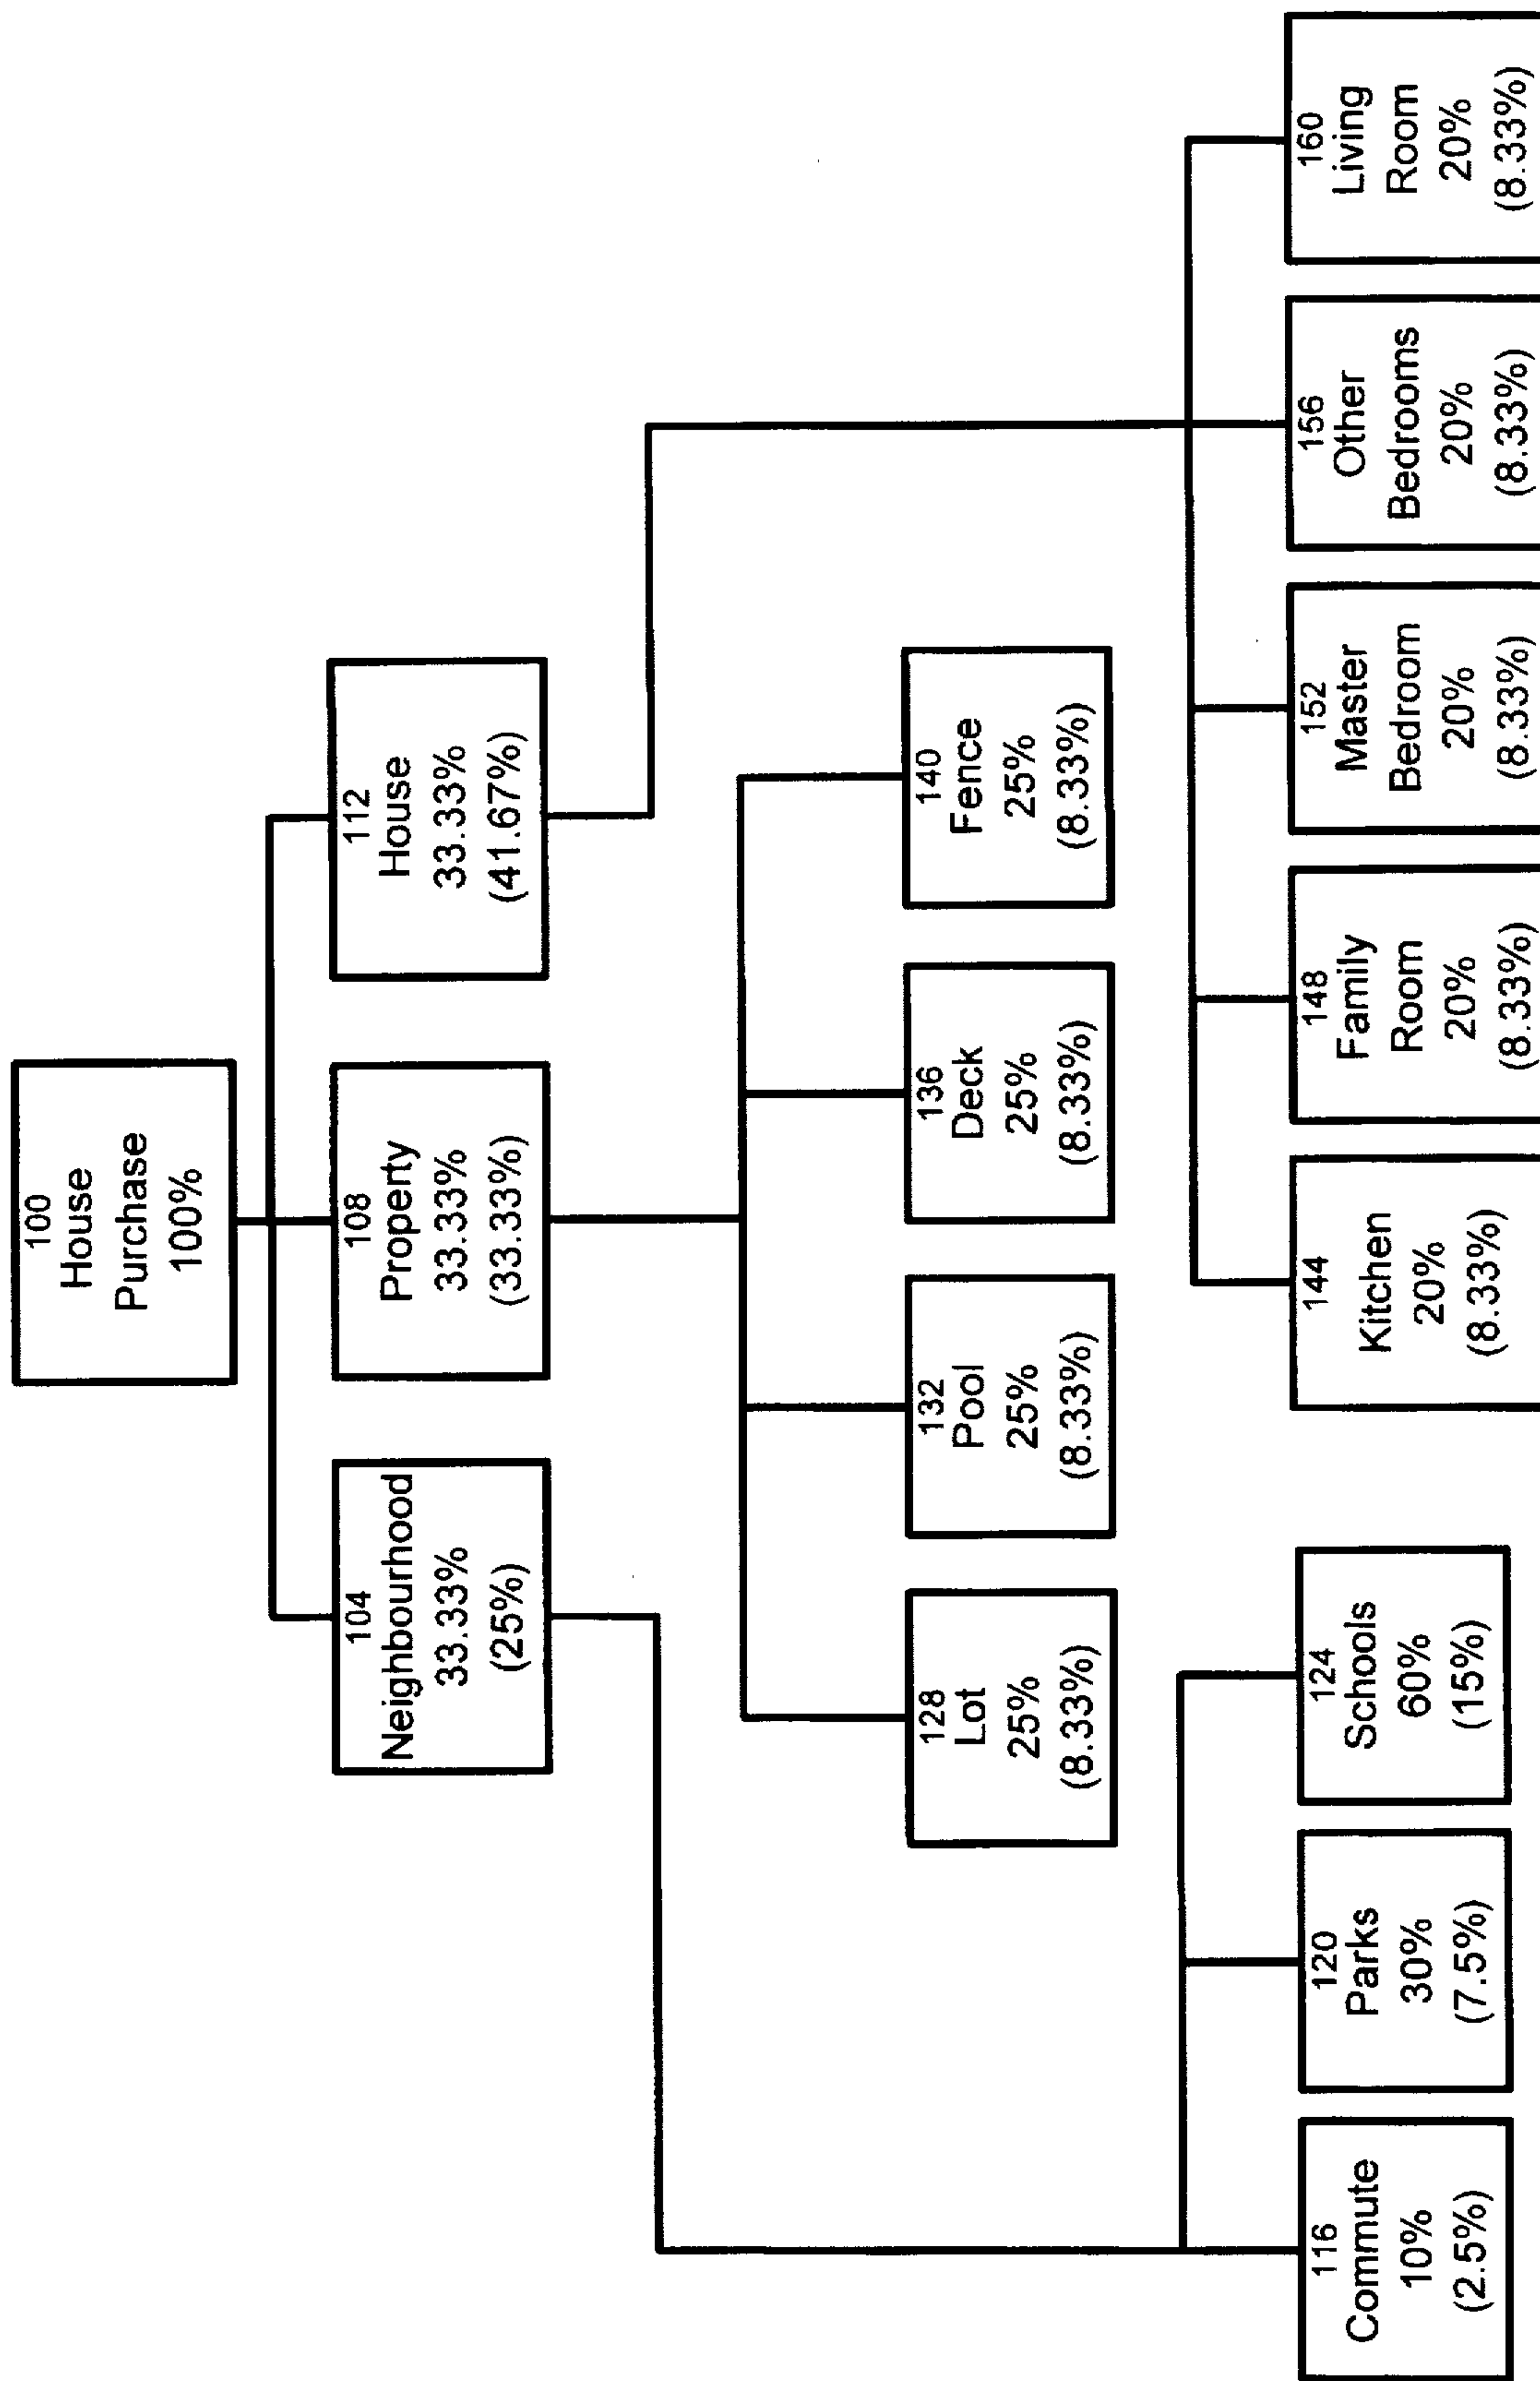 100
House
Purchase
100%
104
Neighbourhood
33.33%
(25%)
108
Property
33.33%
(33.33%)
112
House
33.33%
(41.67%)
128
Lot
25%
(8.33%)
132
Pool
25%
(8.33%)
136
Deck
25%
(8.33%)
140
Fence
25%
(8.33%)
116
Commute
10%
(2.5%)
120
Parks
30%
(7.5%)
124
Schools
60%
(15%)
144
Kitchen
20%
(8.33%)
148
Family
Room
20%
(8.33%)
152
Master
Bedroom
20%
(8.33%)
156
Other
Bedrooms
20%
(8.33%)
160
Living
Room
20%
(8.33%)